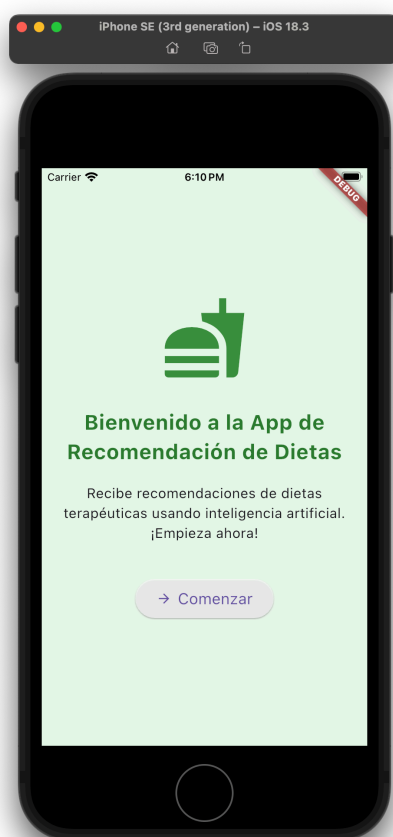 iPhone SE (3rd generation) – iOS 18.3
Carrier
6:10 PM
DEBUG
Bienvenido a la App de
Recomendación de Dietas
Recibe recomendaciones de dietas
terapéuticas usando inteligencia artificial.
¡Empieza ahora!
Comenzar